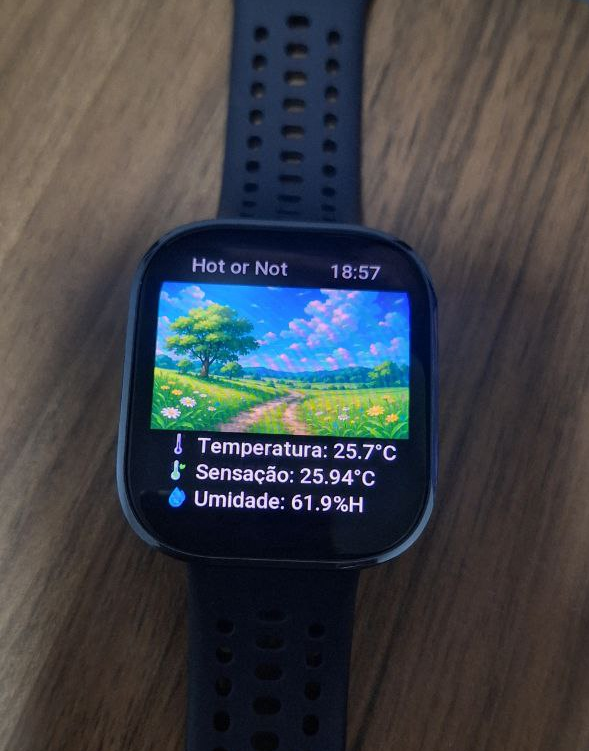 Hot or Not 18:57
Temperatura: 25.7°C
Sensação: 25.94°C
Umidade: 61.9%H